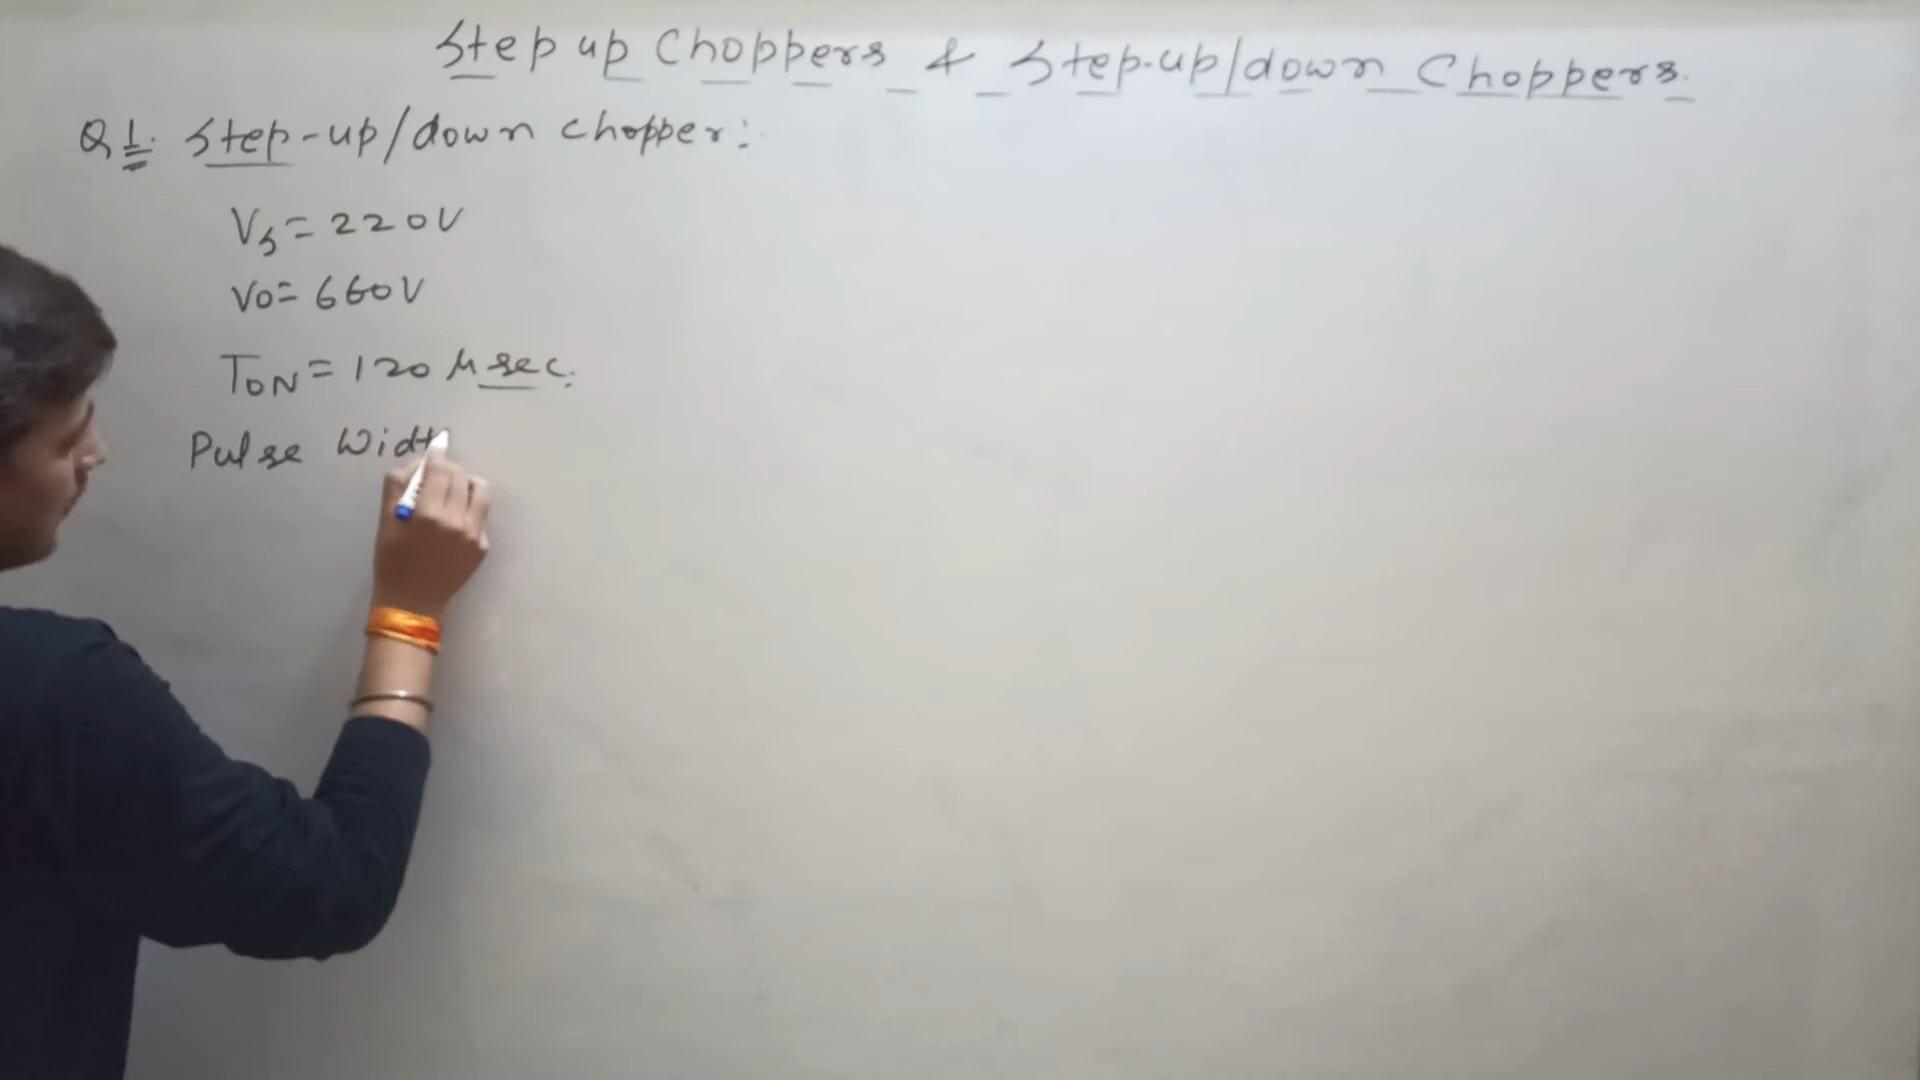 Step up Choppers & Step-up/down Choppers.
Q1. Step-up/down chopper:
Vs = 220V
Vo = 660V
TON = 120 μsec.
Pulse Widt